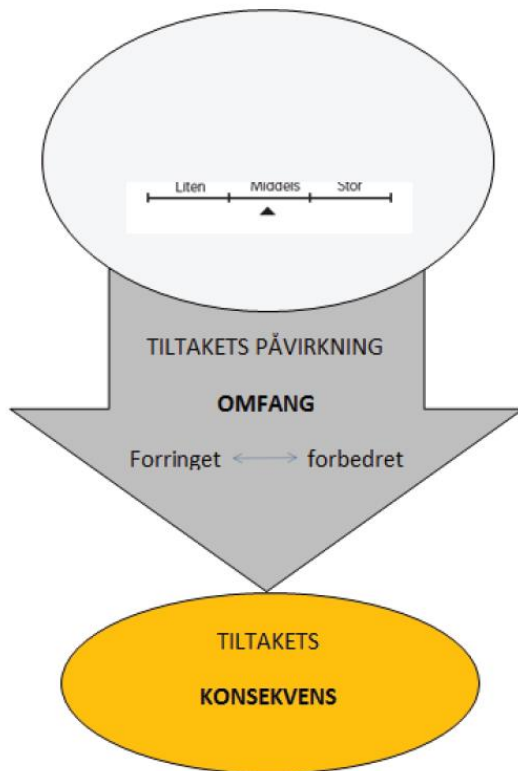 Liten Middels Stor
TILTAKETS PÅVIRKNING
OMFANG
Forringet forbedret
TILTAKETS
KONSEKVENS